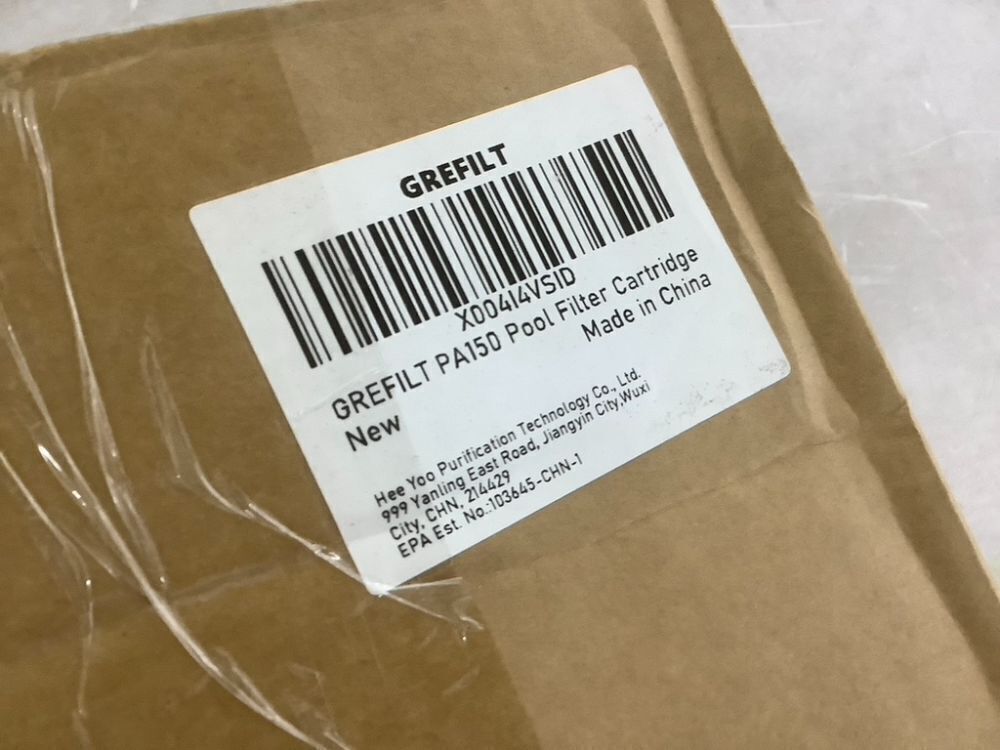 GREFILT
X004I4VSID
GREFILT PA150 Pool Filter Cartridge
New
Made in China
Hee Yoo Purification Technology Co., Ltd.
999 Yanling East Road, Jiangyin City,Wuxi
City, CHN, 214429
EPA Est. No.:103645-CHN-1